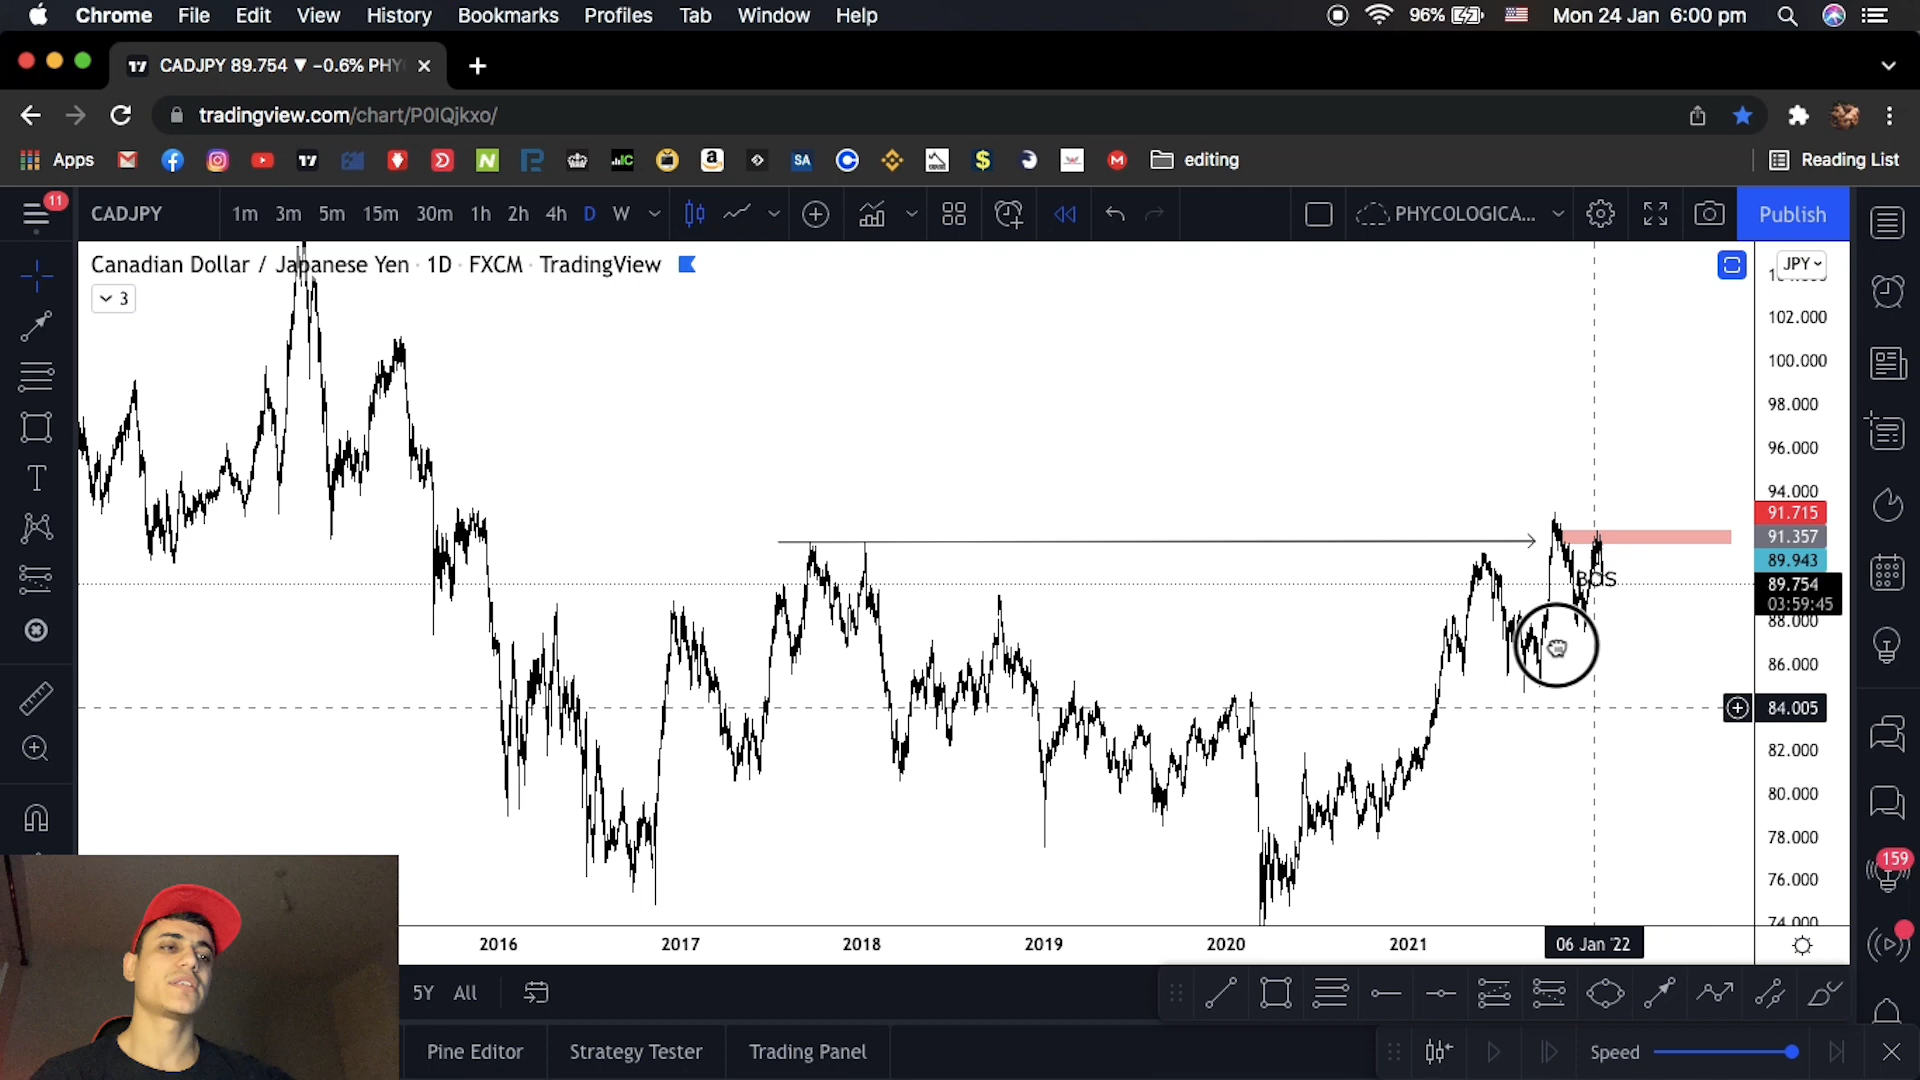 Chrome File Edit View History Bookmarks Profiles Tab Window Help 96% Mon 24 Jan 6:00 pm
CADJPY 89.754 ▼ −0.6% PHY
tradingview.com/chart/P0IQjkxo/
Apps editing Reading List
11
CADJPY 1m 3m 5m 15m 30m 1h 2h 4h D W PHYCOLOGICA... Publish
Canadian Dollar / Japanese Yen · 1D · FXCM · TradingView
JPY
3
102.000
100.000
98.000
96.000
94.000
91.715
91.357
89.943
BOS
89.754
03:59:45
88.000
86.000
84.005
82.000
80.000
78.000
76.000
74.000
159
2016 2017 2018 2019 2020 2021 06 Jan '22
5Y All
Pine Editor Strategy Tester Trading Panel Speed